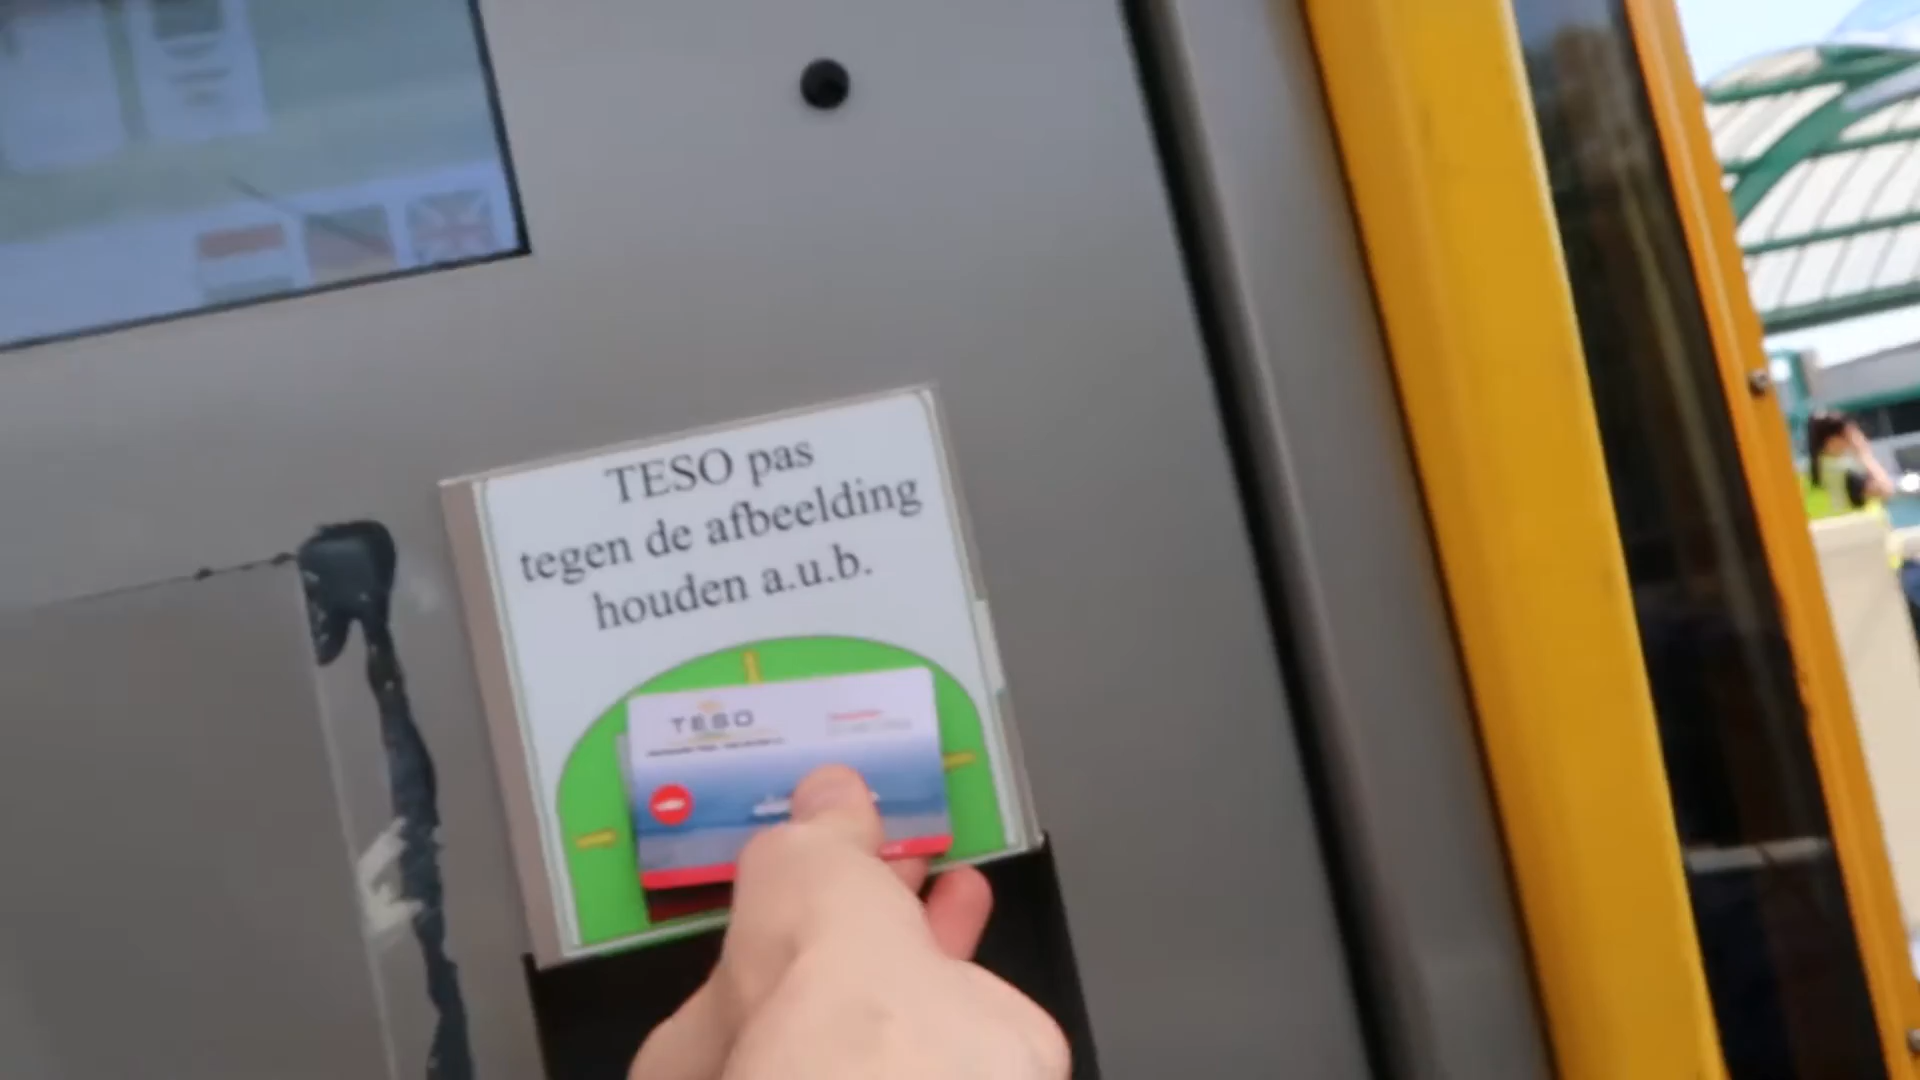 TESO pas
tegen de afbeelding
houden a.u.b.
TESO